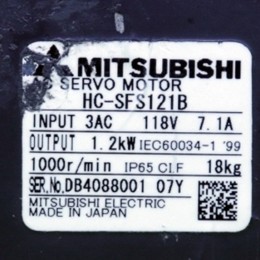 MITSUBISHI
SERVO MOTOR
HC-SFS121B
INPUT 3AC 118V 7.1A
OUTPUT 1.2kW IEC60034-1 '99
1000r/min IP65 Cl.F 18kg
SER.No.DB4088001 07Y
MITSUBISHI ELECTRIC
MADE IN JAPAN